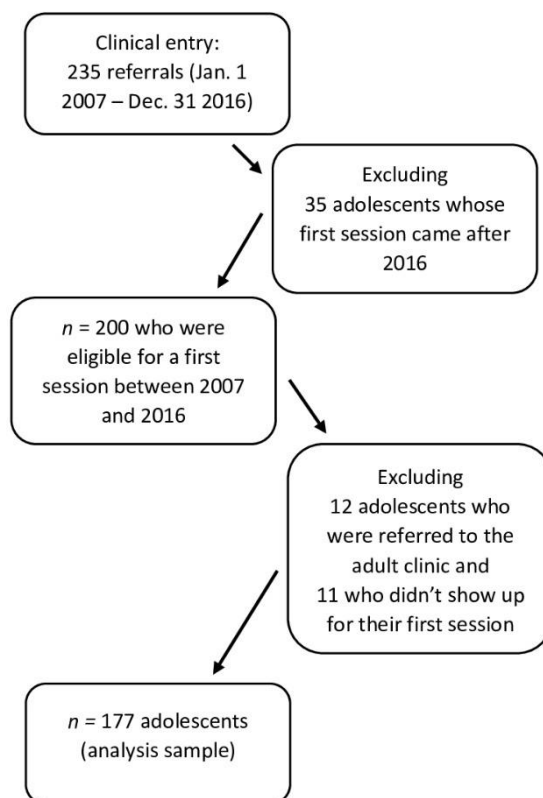 Clinical entry:
235 referrals (Jan. 1
2007 – Dec. 31 2016)
Excluding
35 adolescents whose
first session came after
2016
n = 200 who were
eligible for a first
session between 2007
and 2016
Excluding
12 adolescents who
were referred to the
adult clinic and
11 who didn’t show up
for their first session
n = 177 adolescents
(analysis sample)